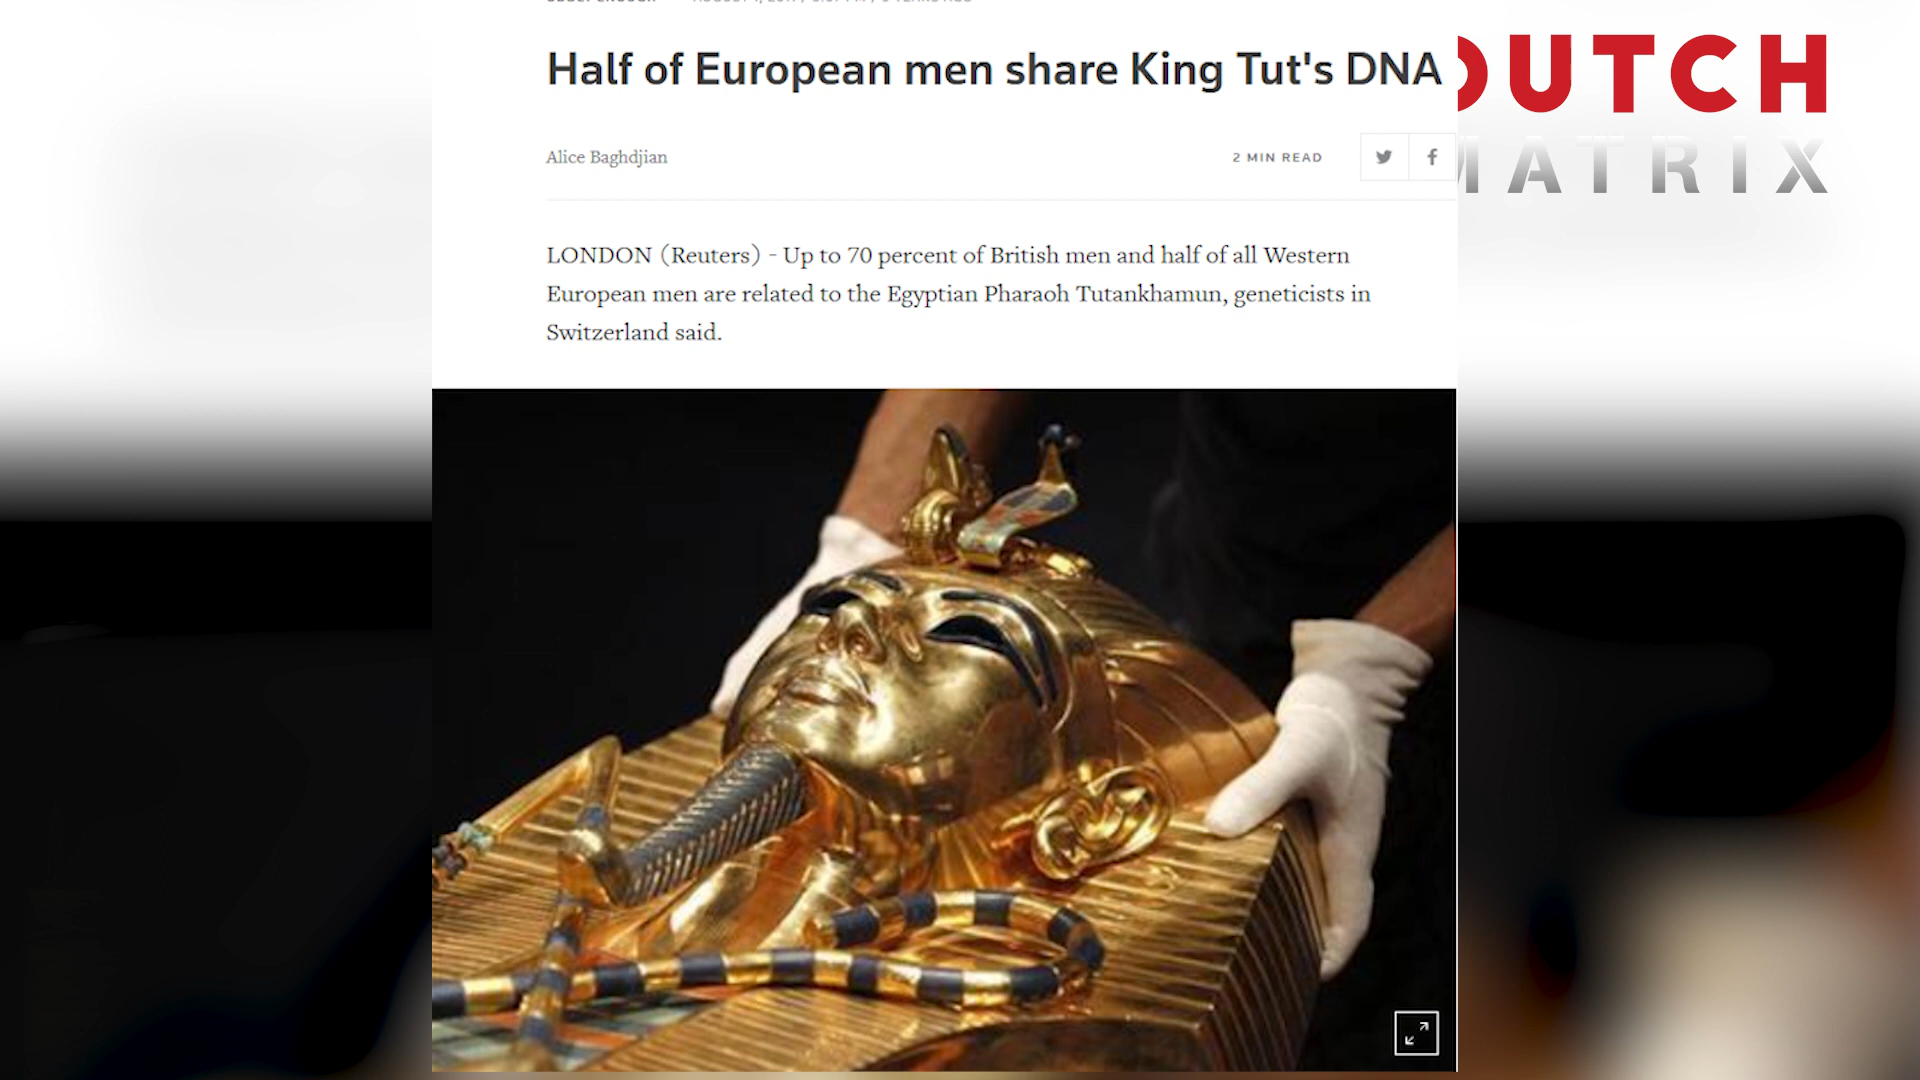 Half of European men share King Tut's DNA
DUTCH
MATRIX
Alice Baghdjian
2 MIN READ
LONDON (Reuters) - Up to 70 percent of British men and half of all Western
European men are related to the Egyptian Pharaoh Tutankhamun, geneticists in
Switzerland said.